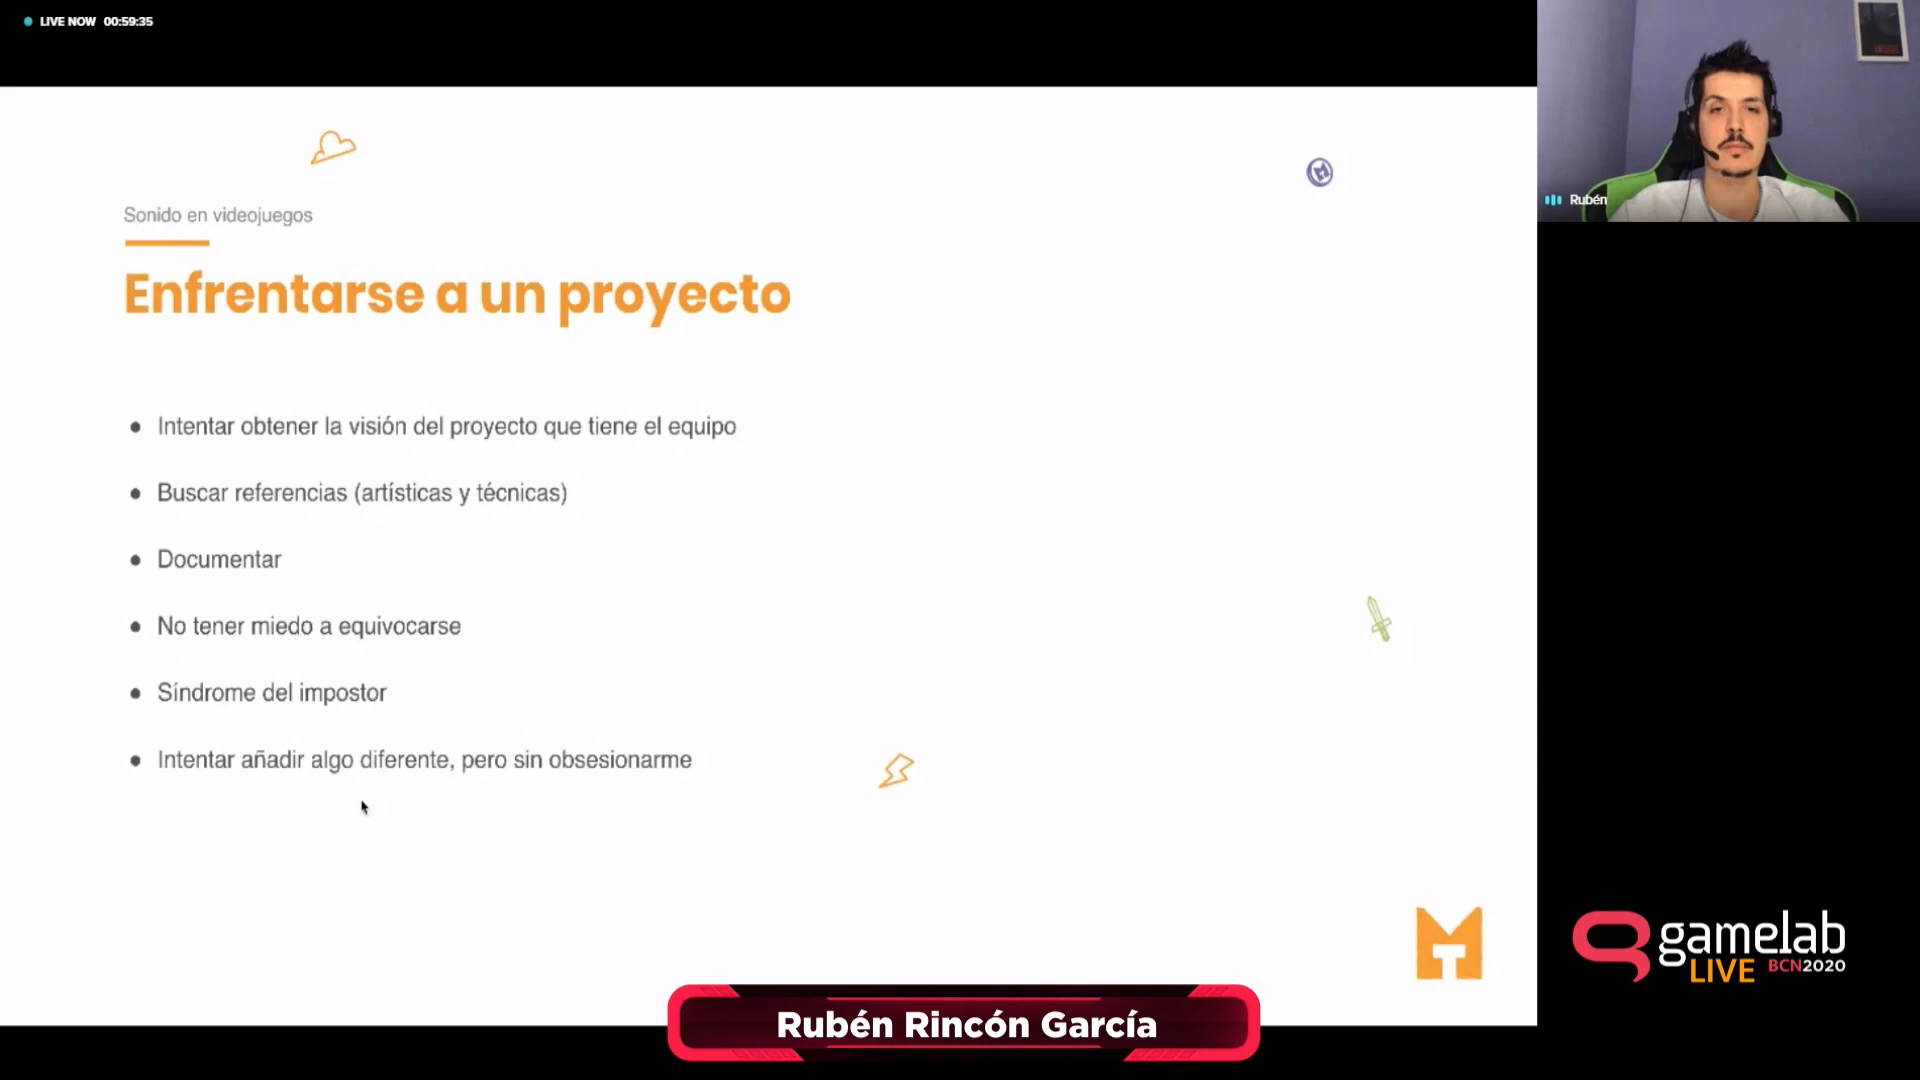 LIVE NOW 00:59:35
Sonido en videojuegos
Enfrentarse a un proyecto
Intentar obtener la visión del proyecto que tiene el equipo
Buscar referencias (artísticas y técnicas)
Documentar
No tener miedo a equivocarse
Síndrome del impostor
Intentar añadir algo diferente, pero sin obsesionarme
Rubén
gamelab
LIVE BCN2020
Rubén Rincón García